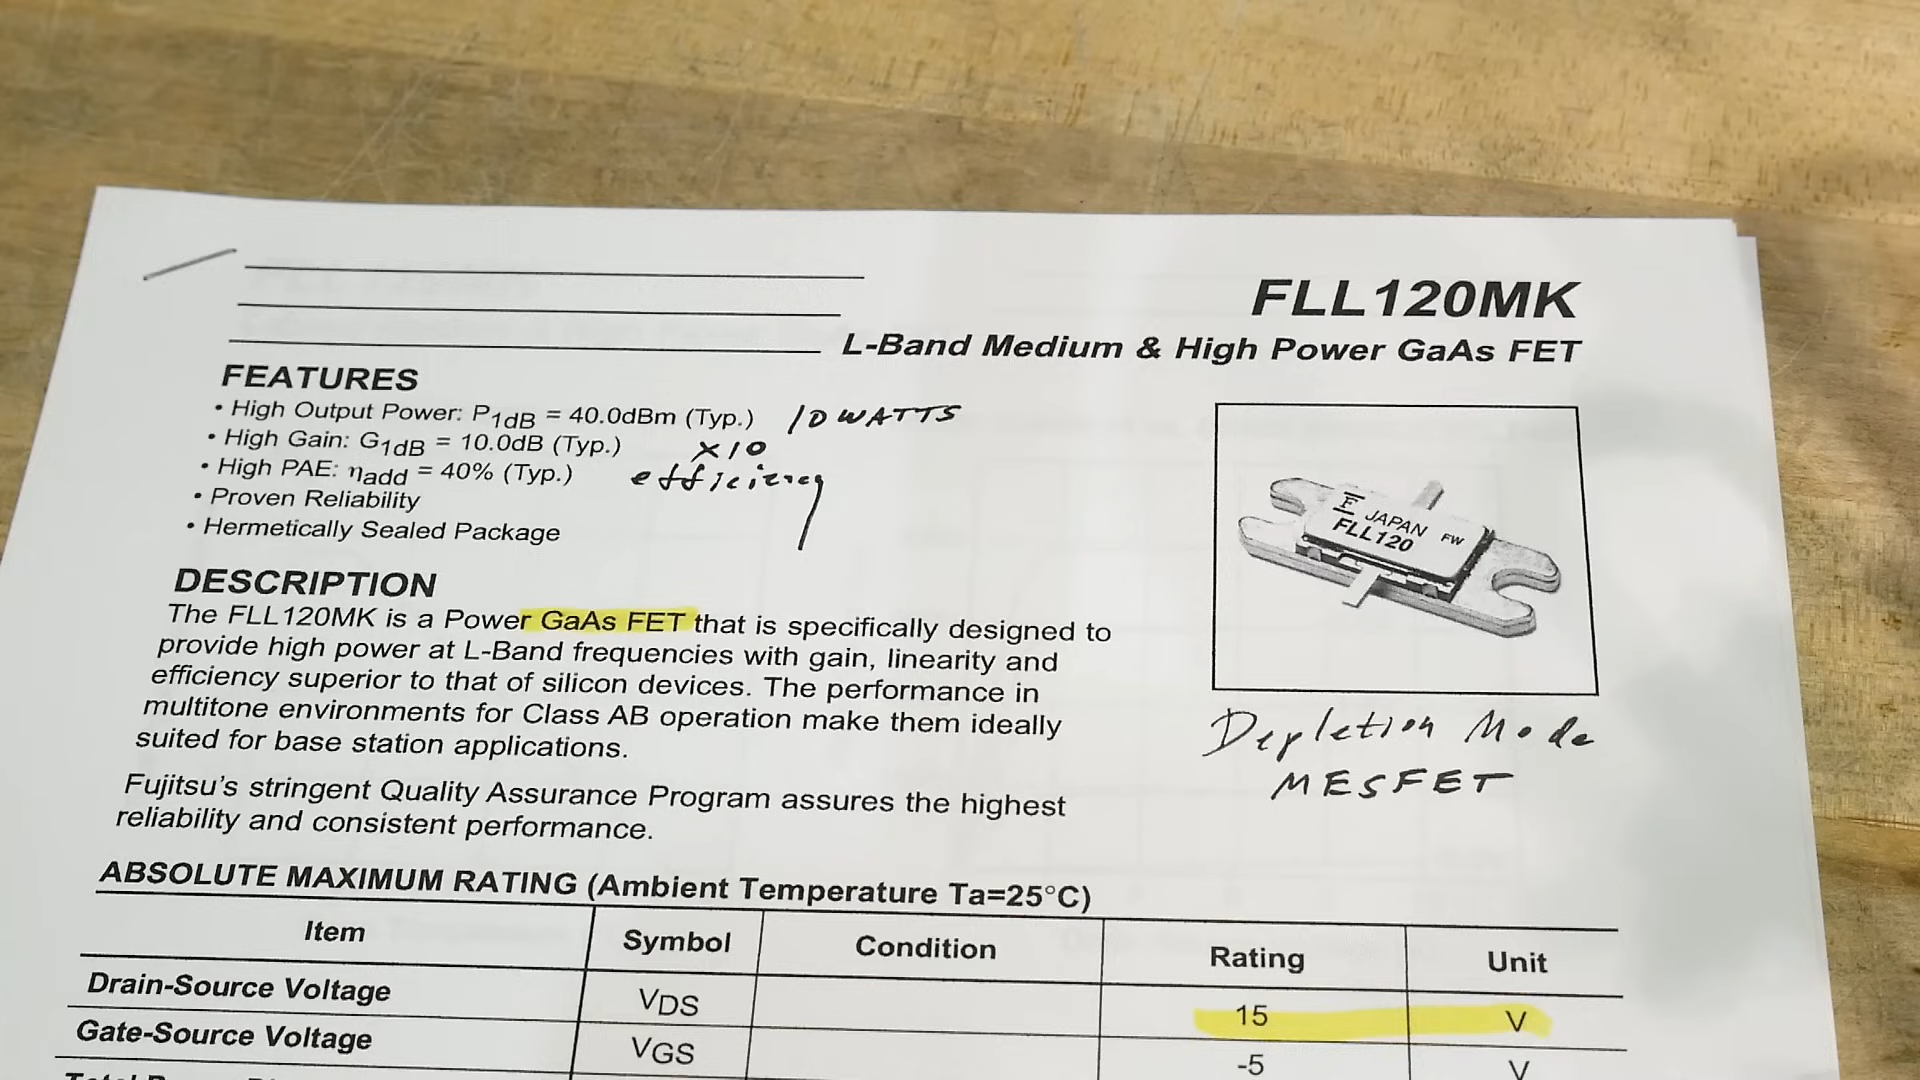 FLL120MK
L-Band Medium & High Power GaAs FET
FEATURES
• High Output Power: P1dB = 40.0dBm (Typ.) 10 WATTS
• High Gain: G1dB = 10.0dB (Typ.) X10
• High PAE: ηadd = 40% (Typ.) efficiency
• Proven Reliability
• Hermetically Sealed Package
F JAPAN FW
FLL120
DESCRIPTION
The FLL120MK is a Power GaAs FET that is specifically designed to
provide high power at L-Band frequencies with gain, linearity and
efficiency superior to that of silicon devices. The performance in
multitone environments for Class AB operation make them ideally
suited for base station applications.
Depletion Mode
MESFET
Fujitsu's stringent Quality Assurance Program assures the highest
reliability and consistent performance.
ABSOLUTE MAXIMUM RATING (Ambient Temperature Ta=25°C)
Item Symbol Condition Rating Unit
Drain-Source Voltage VDS 15 V
Gate-Source Voltage VGS -5 V